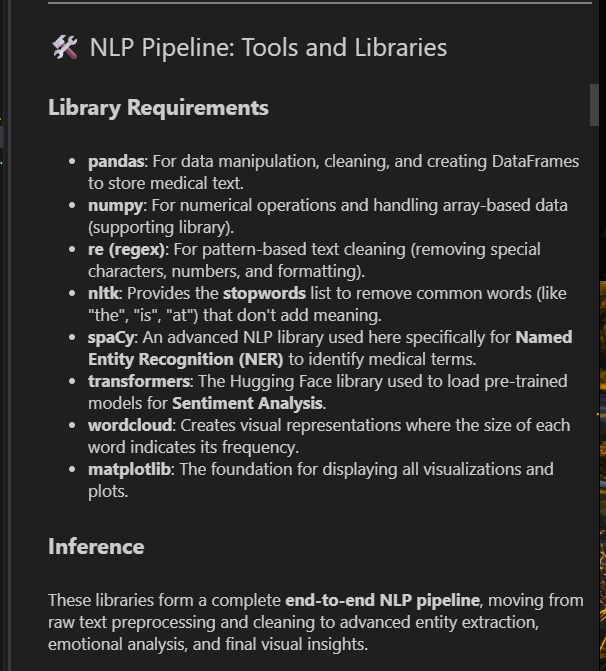 🛠️ NLP Pipeline: Tools and Libraries
Library Requirements
• pandas: For data manipulation, cleaning, and creating DataFrames
to store medical text.
• numpy: For numerical operations and handling array-based data
(supporting library).
• re (regex): For pattern-based text cleaning (removing special
characters, numbers, and formatting).
• nltk: Provides the stopwords list to remove common words (like
"the", "is", "at") that don't add meaning.
• spaCy: An advanced NLP library used here specifically for Named
Entity Recognition (NER) to identify medical terms.
• transformers: The Hugging Face library used to load pre-trained
models for Sentiment Analysis.
• wordcloud: Creates visual representations where the size of each
word indicates its frequency.
• matplotlib: The foundation for displaying all visualizations and
plots.
Inference
These libraries form a complete end-to-end NLP pipeline, moving from
raw text preprocessing and cleaning to advanced entity extraction,
emotional analysis, and final visual insights.